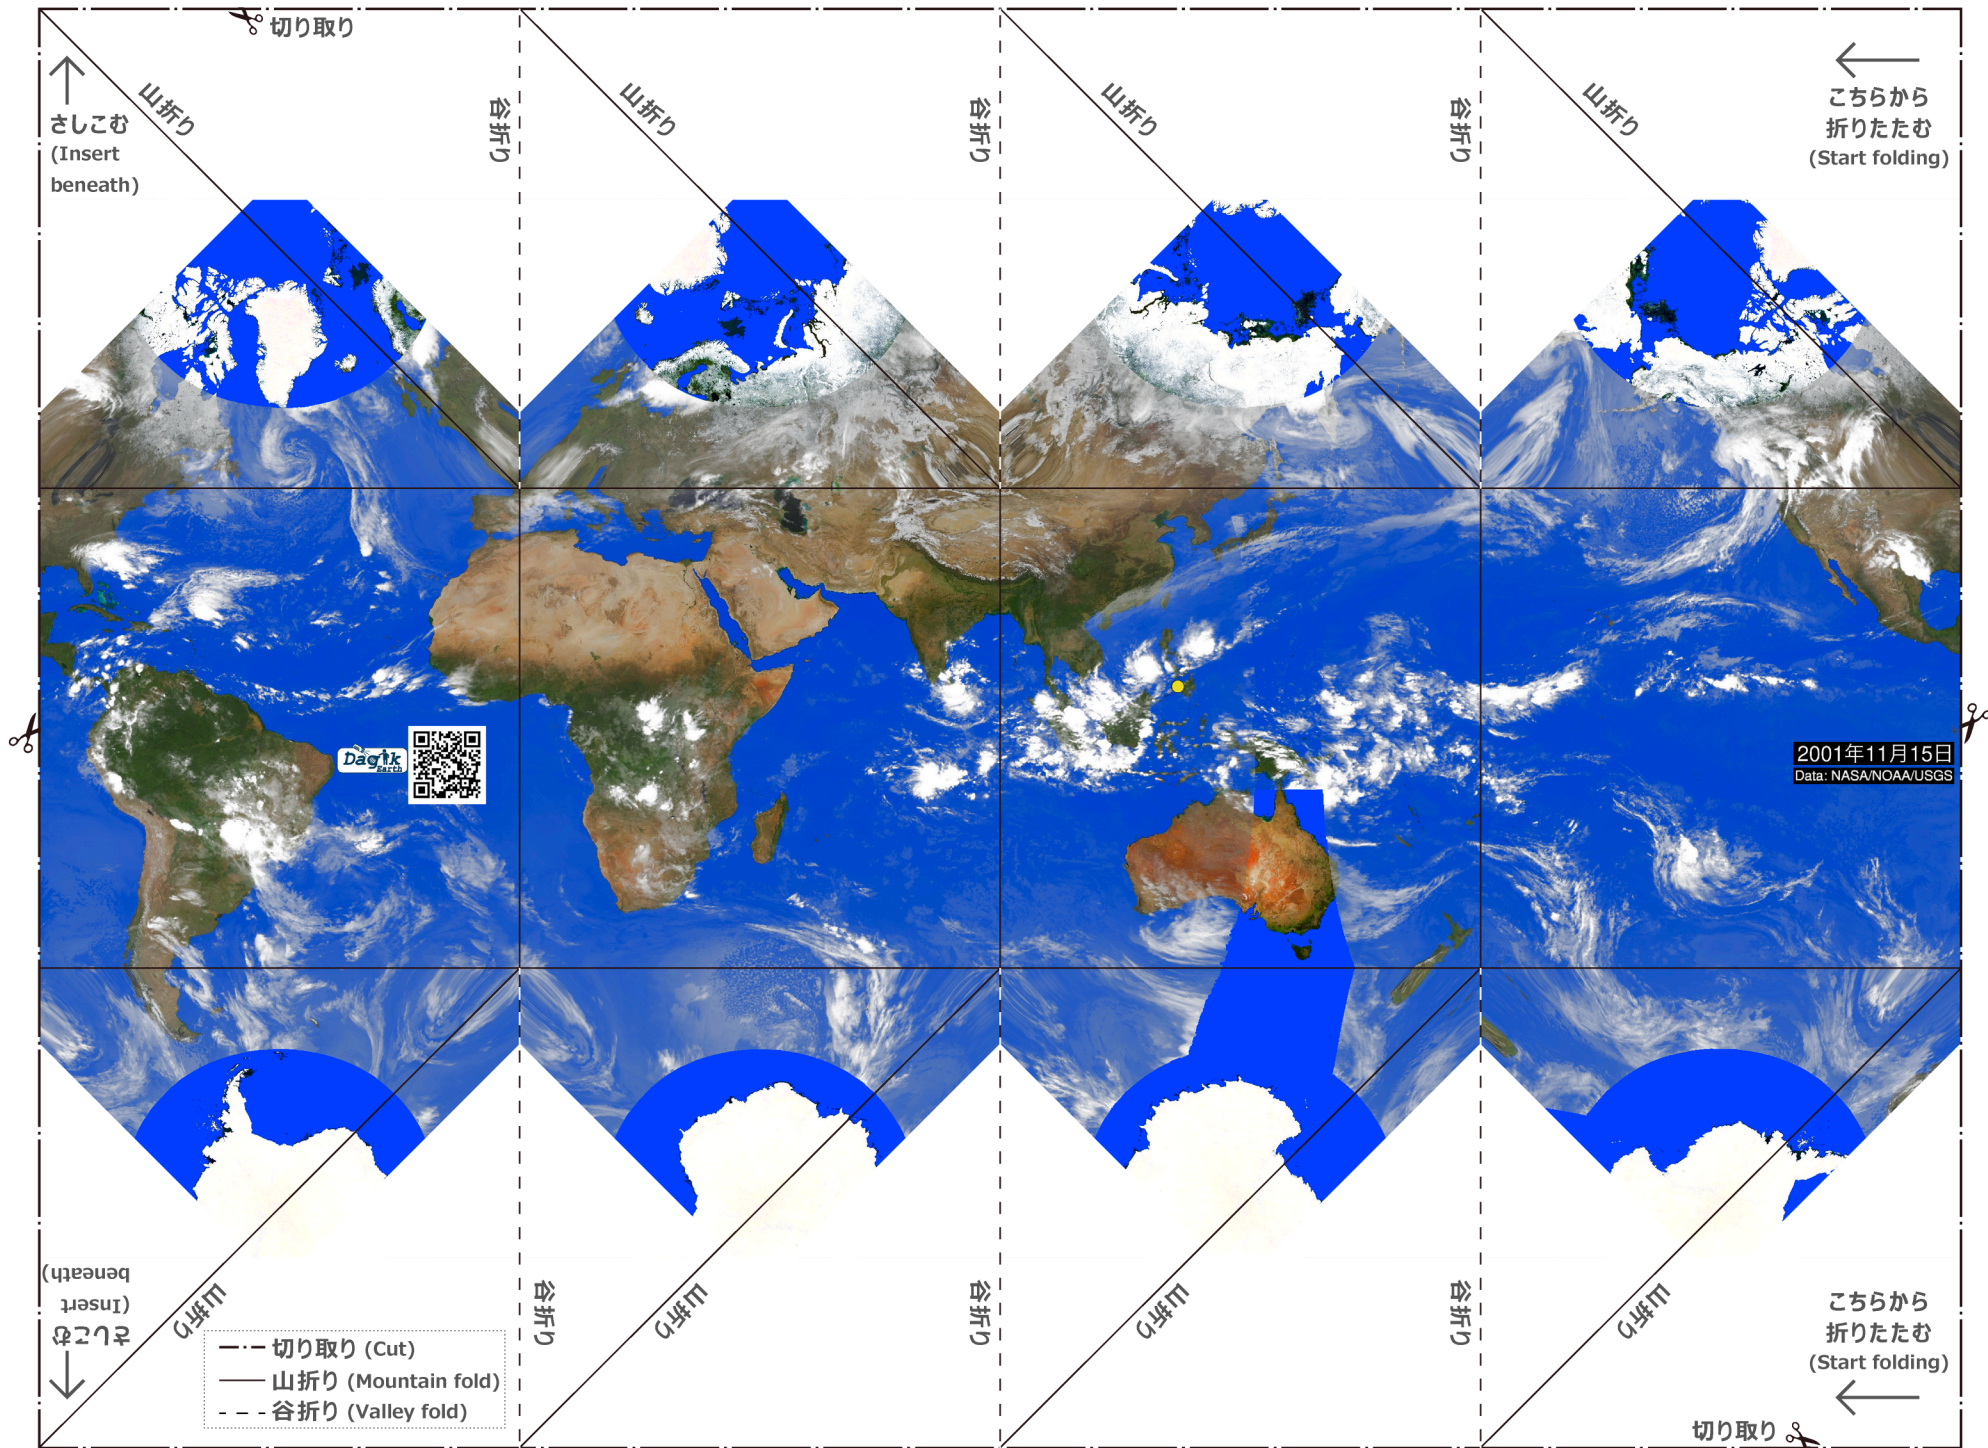 切り取り
さしこむ
(Insert
beneath)
山折り
谷折り
山折り
谷折り
山折り
谷折り
山折り
こちらから
折りたたむ
(Start folding)
Dagik
Earth
2001年11月15日
Data: NASA/NOAA/USGS
さしこむ
(Insert
beneath)
山折り
谷折り
山折り
谷折り
山折り
谷折り
山折り
こちらから
折りたたむ
(Start folding)
切り取り (Cut)
山折り (Mountain fold)
谷折り (Valley fold)
切り取り